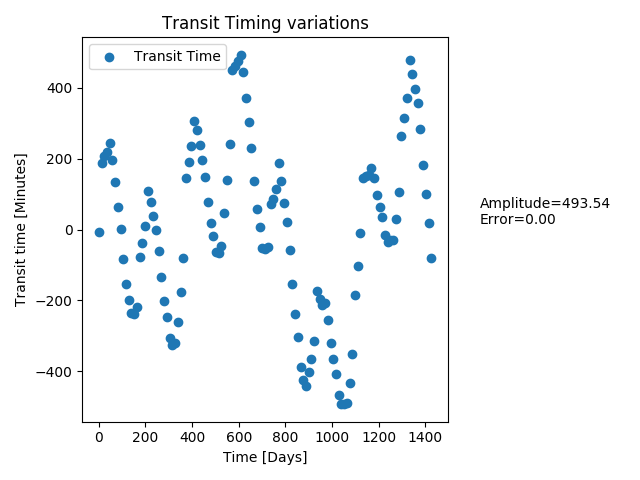 Transit Timing variations
Transit Time
400
200
0
−200
−400
Transit time [Minutes]
0
200
400
600
800
1000
1200
1400
Time [Days]
Amplitude=493.54
Error=0.00